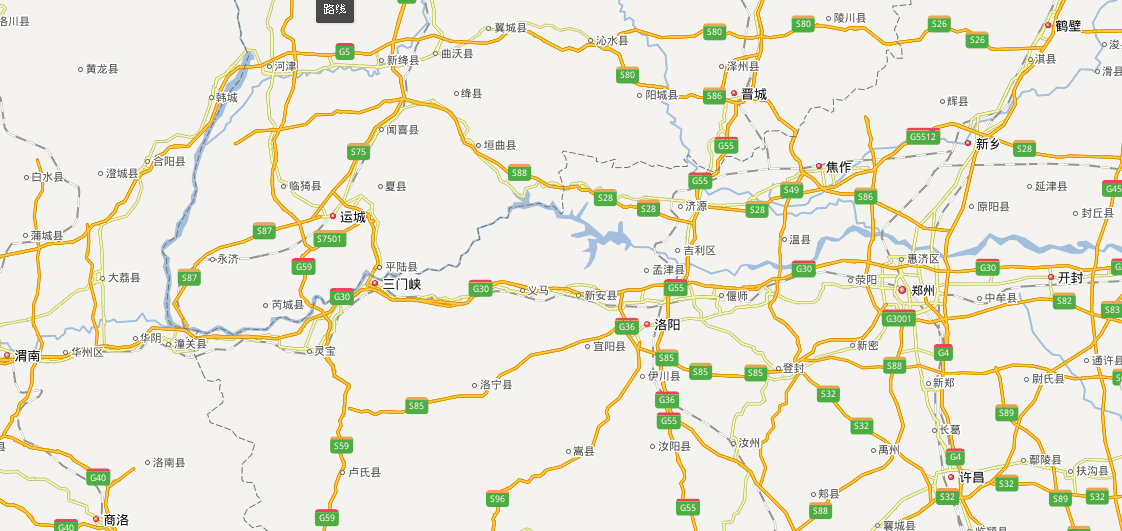 路线
洛川县
翼城县
S80
S80
陵川县
S26
S26
鹤壁
沁水县
G5
河津
新绛县
曲沃县
黄龙县
S80
泽州县
淇县
浚
滑县
韩城
绛县
阳城县
S86
晋城
辉县
闻喜县
垣曲县
G55
G5512
新乡
S28
S75
合阳县
澄城县
白水县
S88
焦作
临猗县
夏县
G55
S49
S86
延津县
G45
S28
S28
济源
S28
原阳县
封丘县
运城
S87
S7501
蒲城县
温县
永济
G59
平陆县
吉利区
孟津县
惠济区
大荔县
S87
三门峡
G30
G30
G30
G30
开封
义马
新安县
G55
偃师
荥阳
郑州
中牟县
S82
S83
芮城县
G3001
华阴
潼关县
灵宝
G36
洛阳
宜阳县
渭南
华州区
新密
G4
通许县
S85
S85
S85
登封
S88
伊川县
洛宁县
新郑
尉氏县
S85
G36
G55
S32
S32
S89
S59
汝阳县
汝州
长葛
禹州
嵩县
洛南县
卢氏县
G4
鄢陵县
扶沟县
G40
许昌
S32
S32
S89
S32
S96
郏县
G55
S88
G59
商洛
G40
襄城县
临颍县